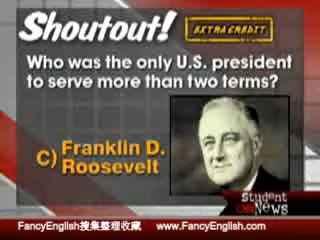 Shoutout!
EXTRA CREDIT
Who was the only U.S. president
to serve more than two terms?
C) Franklin D.
Roosevelt
Student
CNN News
FancyEnglish搜集整理收藏 www.FancyEnglish.com